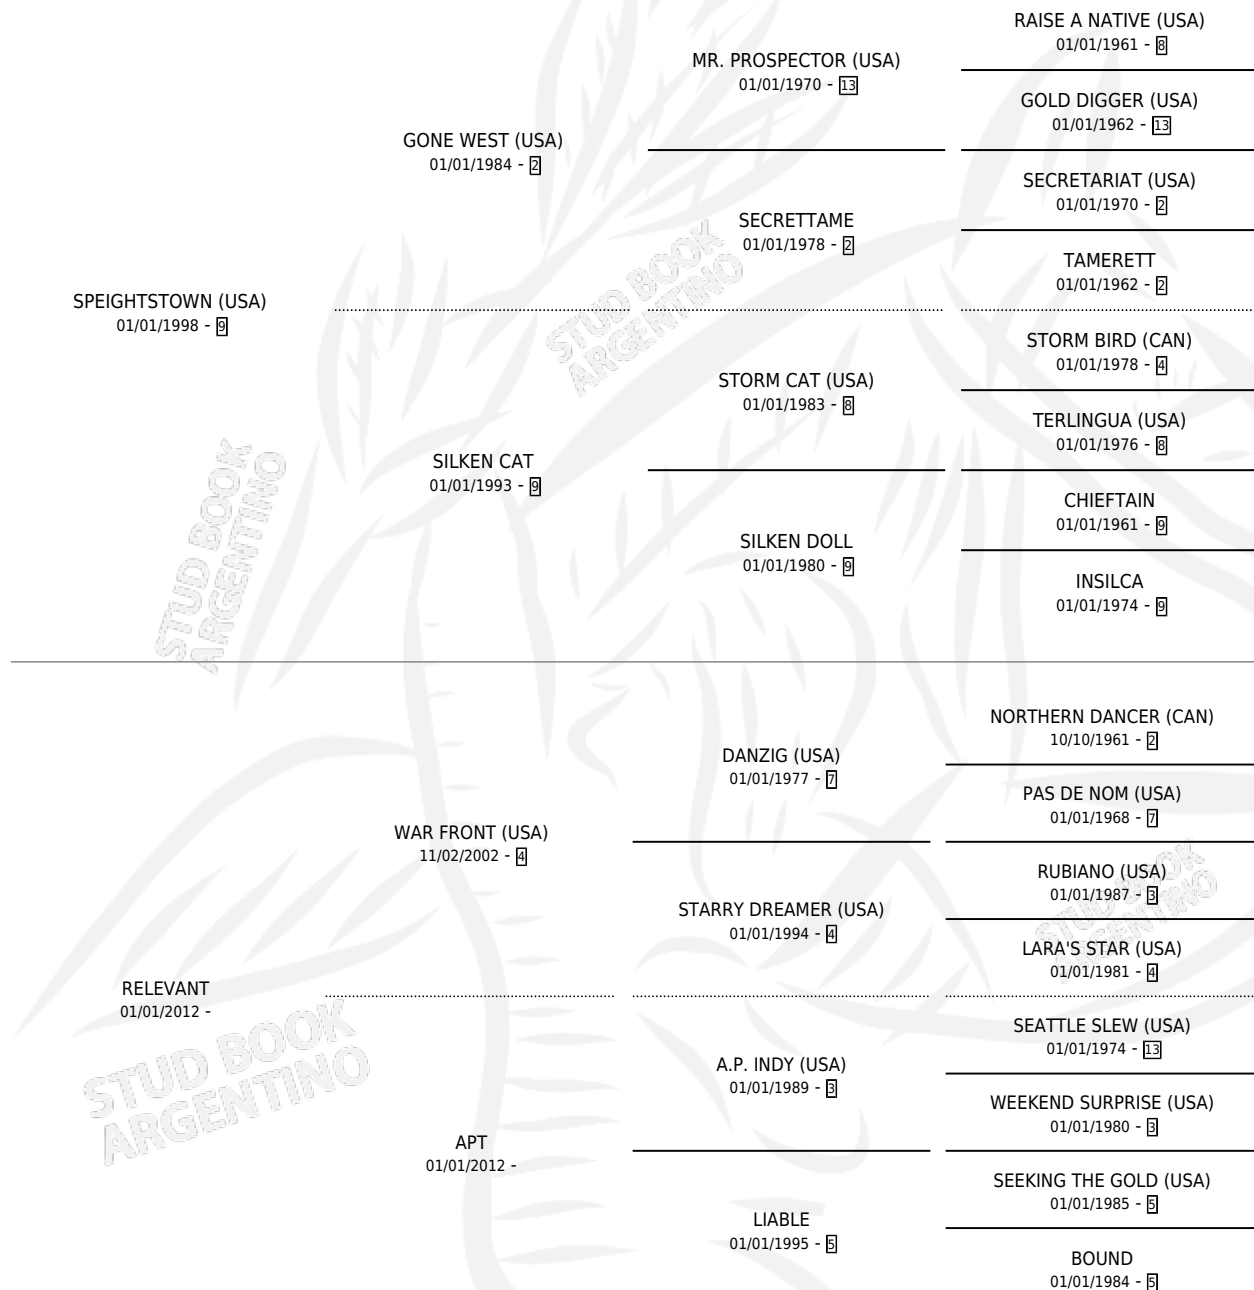 RAISE A NATIVE (USA)
01/01/1961 - 8
MR. PROSPECTOR (USA)
01/01/1970 - 13
GOLD DIGGER (USA)
01/01/1962 - 13
GONE WEST (USA)
01/01/1984 - 2
SECRETARIAT (USA)
01/01/1970 - 2
SECRETTAME
01/01/1978 - 2
TAMERETT
01/01/1962 - 2
SPEIGHTSTOWN (USA)
01/01/1998 - 9
STORM BIRD (CAN)
01/01/1978 - 4
STORM CAT (USA)
01/01/1983 - 8
TERLINGUA (USA)
01/01/1976 - 8
SILKEN CAT
01/01/1993 - 9
CHIEFTAIN
01/01/1961 - 9
SILKEN DOLL
01/01/1980 - 9
INSILCA
01/01/1974 - 9
NORTHERN DANCER (CAN)
10/10/1961 - 2
DANZIG (USA)
01/01/1977 - 7
PAS DE NOM (USA)
01/01/1968 - 7
WAR FRONT (USA)
11/02/2002 - 4
RUBIANO (USA)
01/01/1987 - 3
STARRY DREAMER (USA)
01/01/1994 - 4
LARA'S STAR (USA)
01/01/1981 - 4
RELEVANT
01/01/2012 -
SEATTLE SLEW (USA)
01/01/1974 - 13
A.P. INDY (USA)
01/01/1989 - 3
WEEKEND SURPRISE (USA)
01/01/1980 - 3
APT
01/01/2012 -
SEEKING THE GOLD (USA)
01/01/1985 - 5
LIABLE
01/01/1995 - 5
BOUND
01/01/1984 - 5
STUD BOOK
ARGENTINO
STUD BOOK
ARGENTINO
STUD BOOK
ARGENTINO
STUD BOOK
ARGENTINO